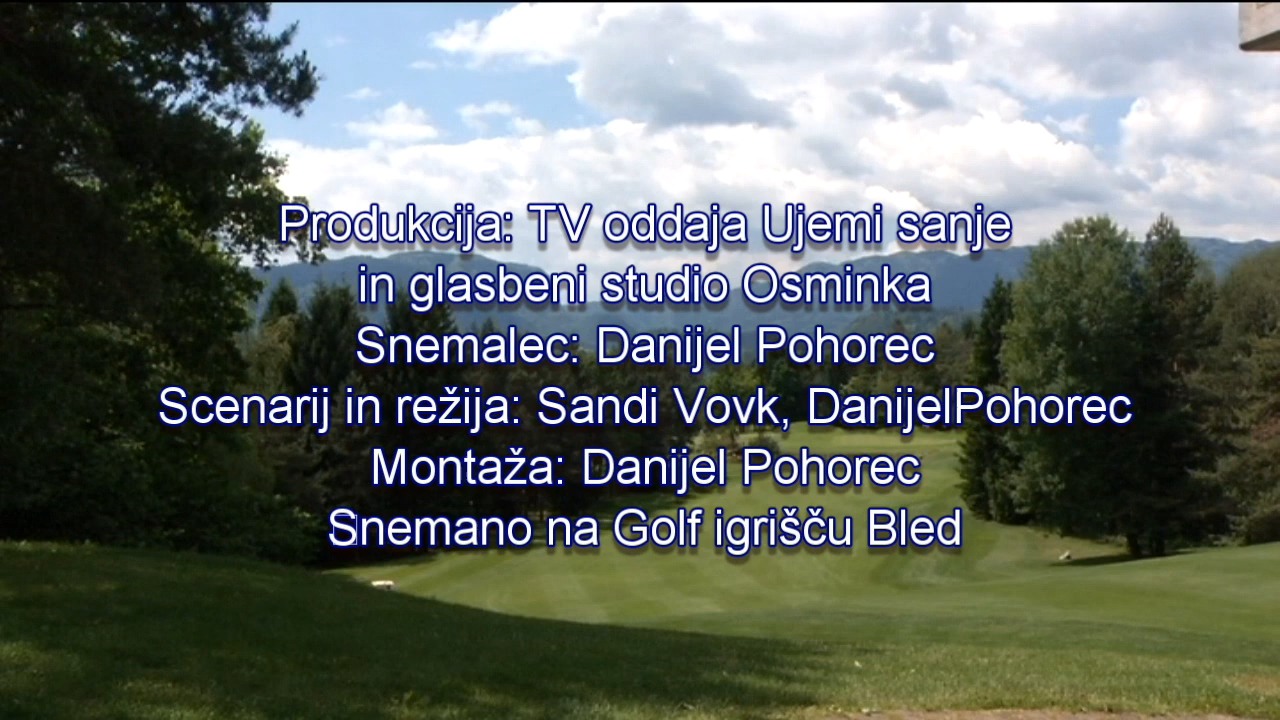 Produkcija: TV oddaja Ujemi sanje
in glasbeni studio Osminka
Snemalec: Danijel Pohorec
Scenarij in režija: Sandi Vovk, DanijelPohorec
Montaža: Danijel Pohorec
Snemano na Golf igrišču Bled